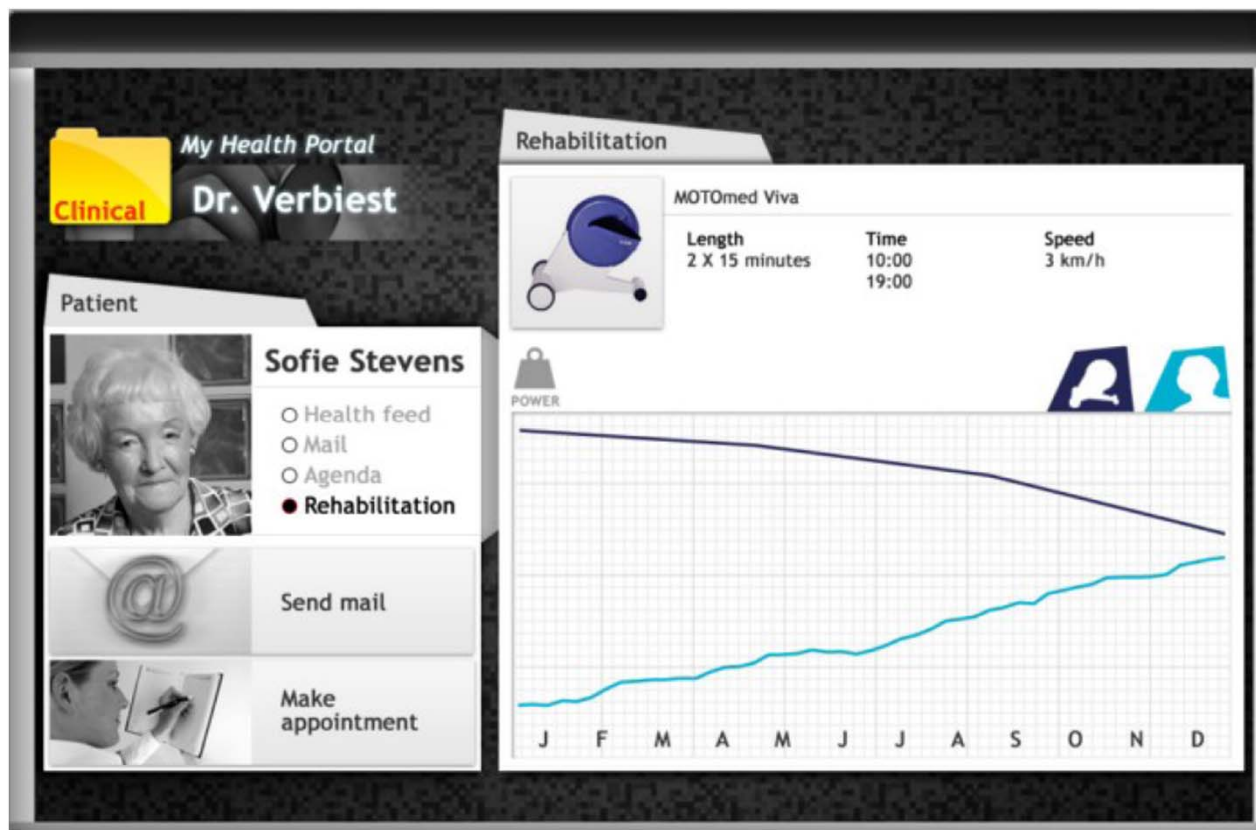 My Health Portal
Clinical
Dr. Verbiest
Patient
Sofie Stevens
Health feed
Mail
Agenda
Rehabilitation
Send mail
Make
appointment
Rehabilitation
MOTOmed Viva
Length Time Speed
2 X 15 minutes 10:00 3 km/h
19:00
POWER
J F M A M J J A S O N D